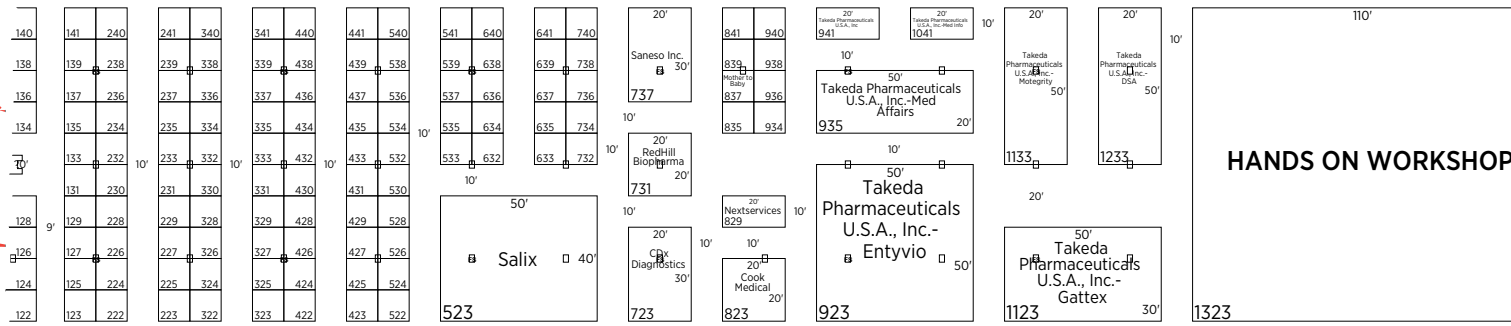 20' 20' 20' 20' 20' 110'
140 141 240 241 340 341 440 441 540 541 640 641 740 841 940
Takeda Pharmaceuticals
U.S.A., Inc
941
Takeda Pharmaceuticals
U.S.A., Inc.-Med Info
1041
10'
10'
138 139 238 239 338 339 438 439 538 539 638 639 738
Saneso Inc.
30'
737
839 938
Mother to
Baby
10'
Takeda
Pharmaceuticals
U.S.A., Inc.-
Motegrity
50'
1133
Takeda
Pharmaceuticals
U.S.A., Inc.-
DSA
50'
1233
136 137 236 237 336 337 436 437 536 537 636 637 736 837 936
50'
Takeda Pharmaceuticals
U.S.A., Inc.-Med
Affairs
935
20'
134 135 234 235 334 335 434 435 534 535 634 635 734 835 934
10'
10'
133 232 233 332 333 432 433 532 533 632 633 732
10' 10' 10' 10' 10'
20'
RedHill
Biopharma
20'
731
10'
HANDS ON WORKSHOP
131 230 231 330 331 430 431 530
10'
20'
128 129 228 229 328 329 428 429 528
9'
50'
Salix
40'
523
10'
20'
Nextservices
829
10'
50'
Takeda
Pharmaceuticals
U.S.A., Inc.-
Entyvio
50'
923
126 127 226 227 326 327 426 427 526
20'
CDx
Diagnostics
30'
723
10'
10'
20'
Cook
Medical
20'
823
50'
Takeda
Pharmaceuticals
U.S.A., Inc.-
Gattex
30'
1123
124 125 224 225 324 325 424 425 524
122 223 222 223 322 323 422 423 522
1323